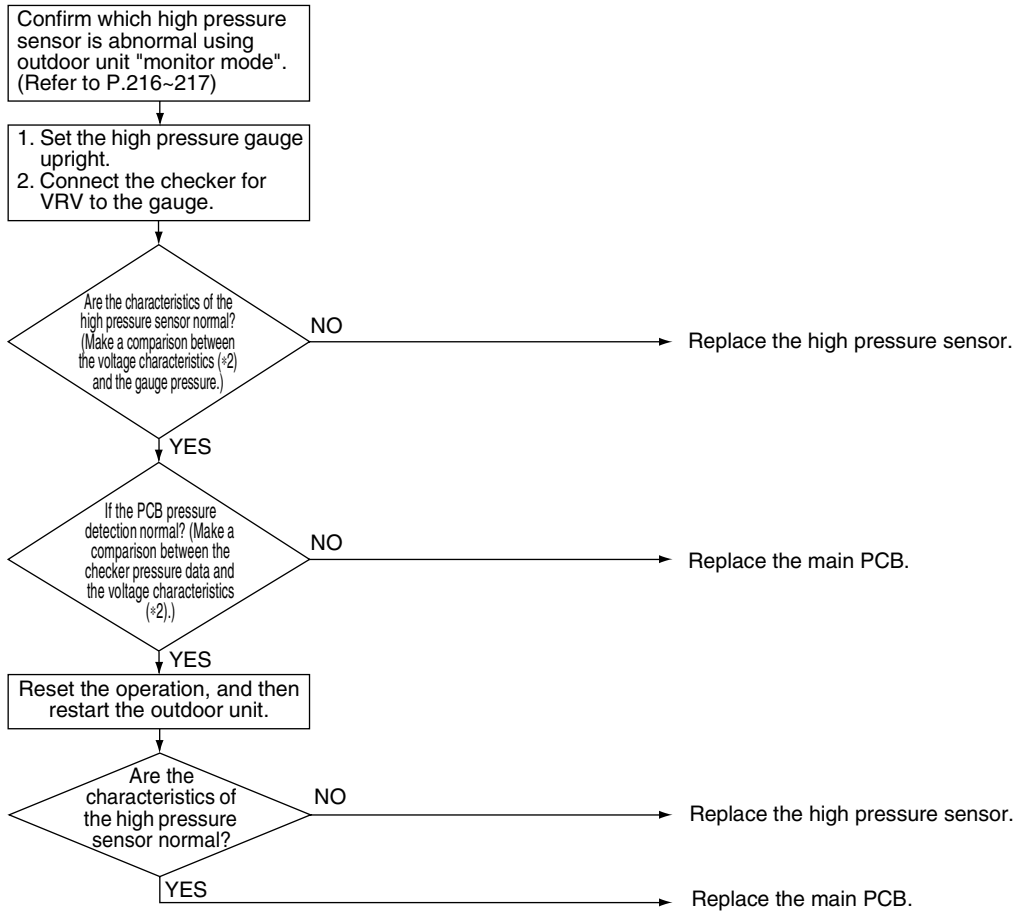 Confirm which high pressure
sensor is abnormal using
outdoor unit "monitor mode".
(Refer to P.216~217)
1. Set the high pressure gauge
upright.
2. Connect the checker for
VRV to the gauge.
Are the characteristics of the
high pressure sensor normal?
(Make a comparison between
the voltage characteristics (*2)
and the gauge pressure.)
NO
Replace the high pressure sensor.
YES
If the PCB pressure
detection normal? (Make a
comparison between the
checker pressure data and
the voltage characteristics
(*2).)
NO
Replace the main PCB.
YES
Reset the operation, and then
restart the outdoor unit.
Are the
characteristics of
the high pressure
sensor normal?
NO
Replace the high pressure sensor.
YES
Replace the main PCB.